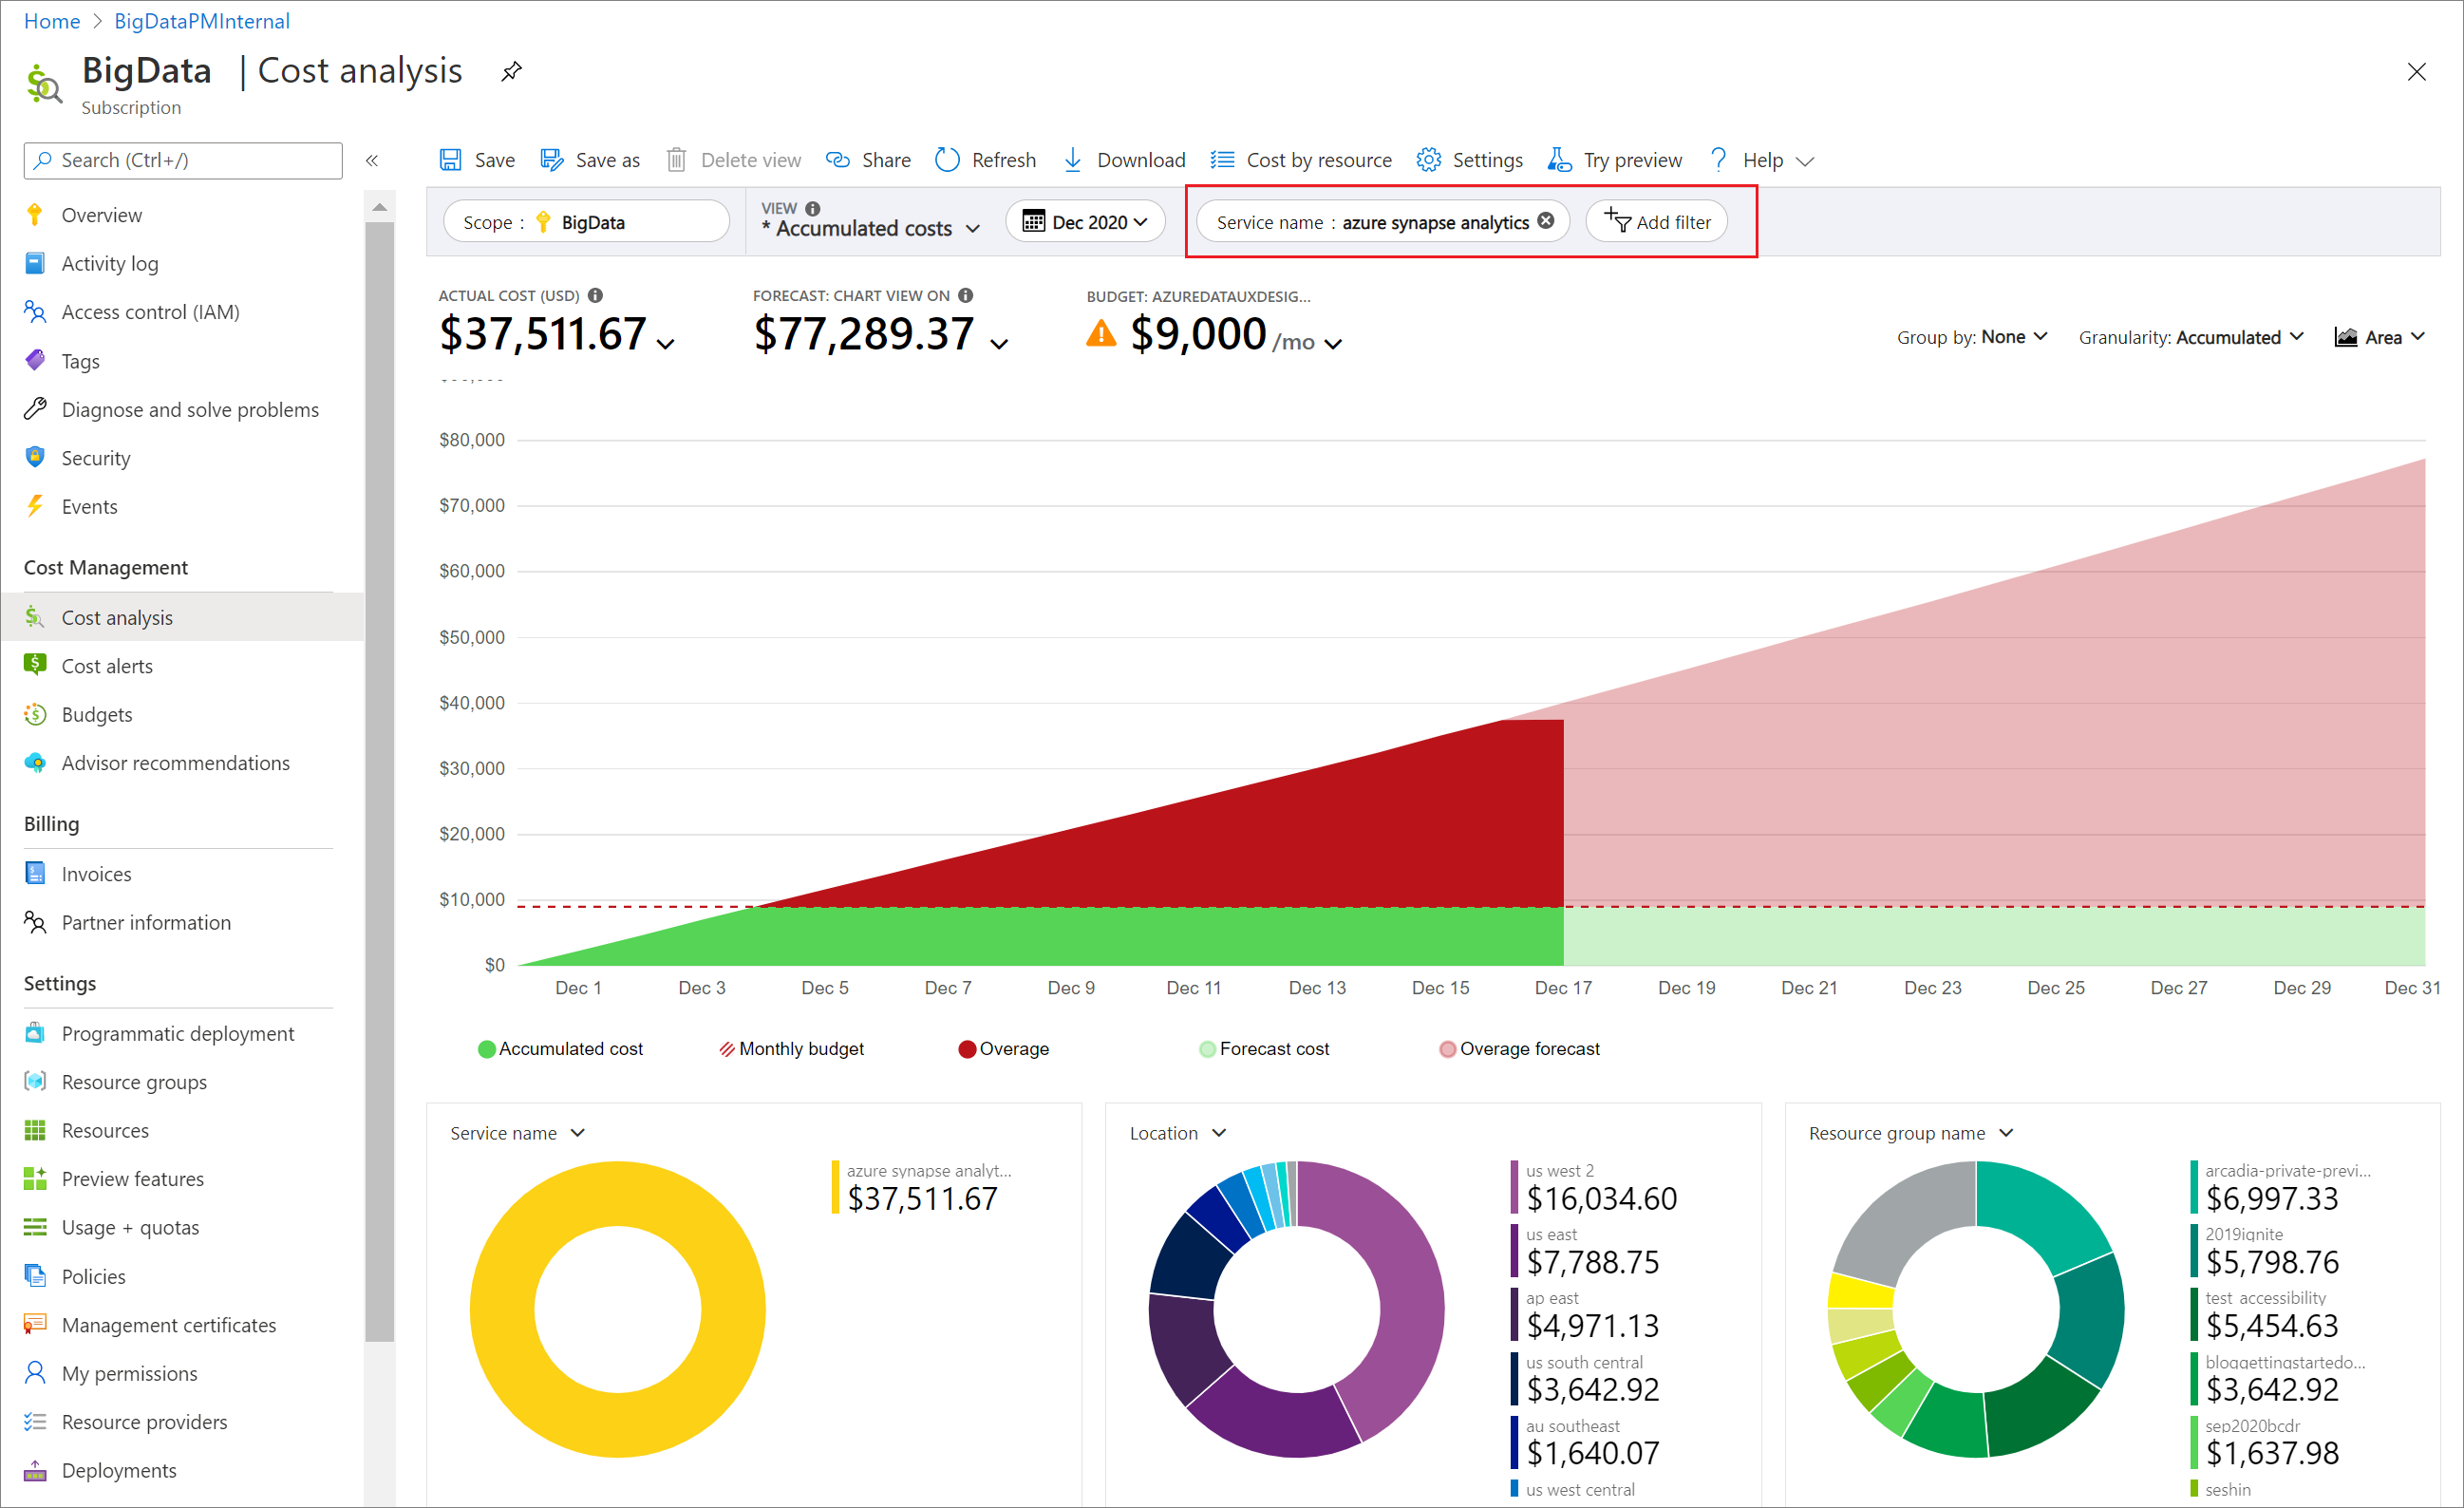 Home > BigDataPMInternal
BigData | Cost analysis
Subscription
Search (Ctrl+/)
«
Overview
Activity log
Access control (IAM)
Tags
Diagnose and solve problems
Security
Events
Cost Management
Cost analysis
Cost alerts
Budgets
Advisor recommendations
Billing
Invoices
Partner information
Settings
Programmatic deployment
Resource groups
Resources
Preview features
Usage + quotas
Policies
Management certificates
My permissions
Resource providers
Deployments
Save Save as Delete view Share Refresh Download Cost by resource Settings Try preview Help
Scope : BigData
VIEW
* Accumulated costs
Dec 2020
Service name : azure synapse analytics
Add filter
ACTUAL COST (USD)
$37,511.67
FORECAST: CHART VIEW ON
$77,289.37
BUDGET: AZUREDATAUXDESIG...
$9,000 /mo
Group by: None
Granularity: Accumulated
Area
$80,000
$70,000
$60,000
$50,000
$40,000
$30,000
$20,000
$10,000
$0
Dec 1 Dec 3 Dec 5 Dec 7 Dec 9 Dec 11 Dec 13 Dec 15 Dec 17 Dec 19 Dec 21 Dec 23 Dec 25 Dec 27 Dec 29 Dec 31
Accumulated cost Monthly budget Overage Forecast cost Overage forecast
Service name
azure synapse analyt...
$37,511.67
Location
us west 2
$16,034.60
us east
$7,788.75
ap east
$4,971.13
us south central
$3,642.92
au southeast
$1,640.07
us west central
Resource group name
arcadia-private-previ...
$6,997.33
2019ignite
$5,798.76
test_accessibility
$5,454.63
bloggettingstartedo...
$3,642.92
sep2020bcdr
$1,637.98
seshin